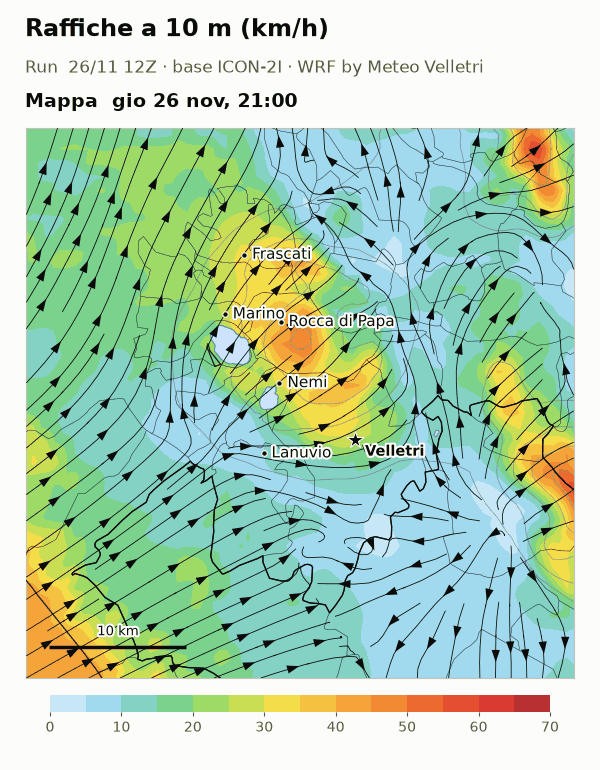 Raffiche a 10 m (km/h)
Run  26/11 12Z · base ICON-2I · WRF by Meteo Velletri
Mappa  gio 26 nov, 21:00
Frascati
Marino
Rocca di Papa
Nemi
Velletri
Lanuvio
10 km
0 10 20 30 40 50 60 70